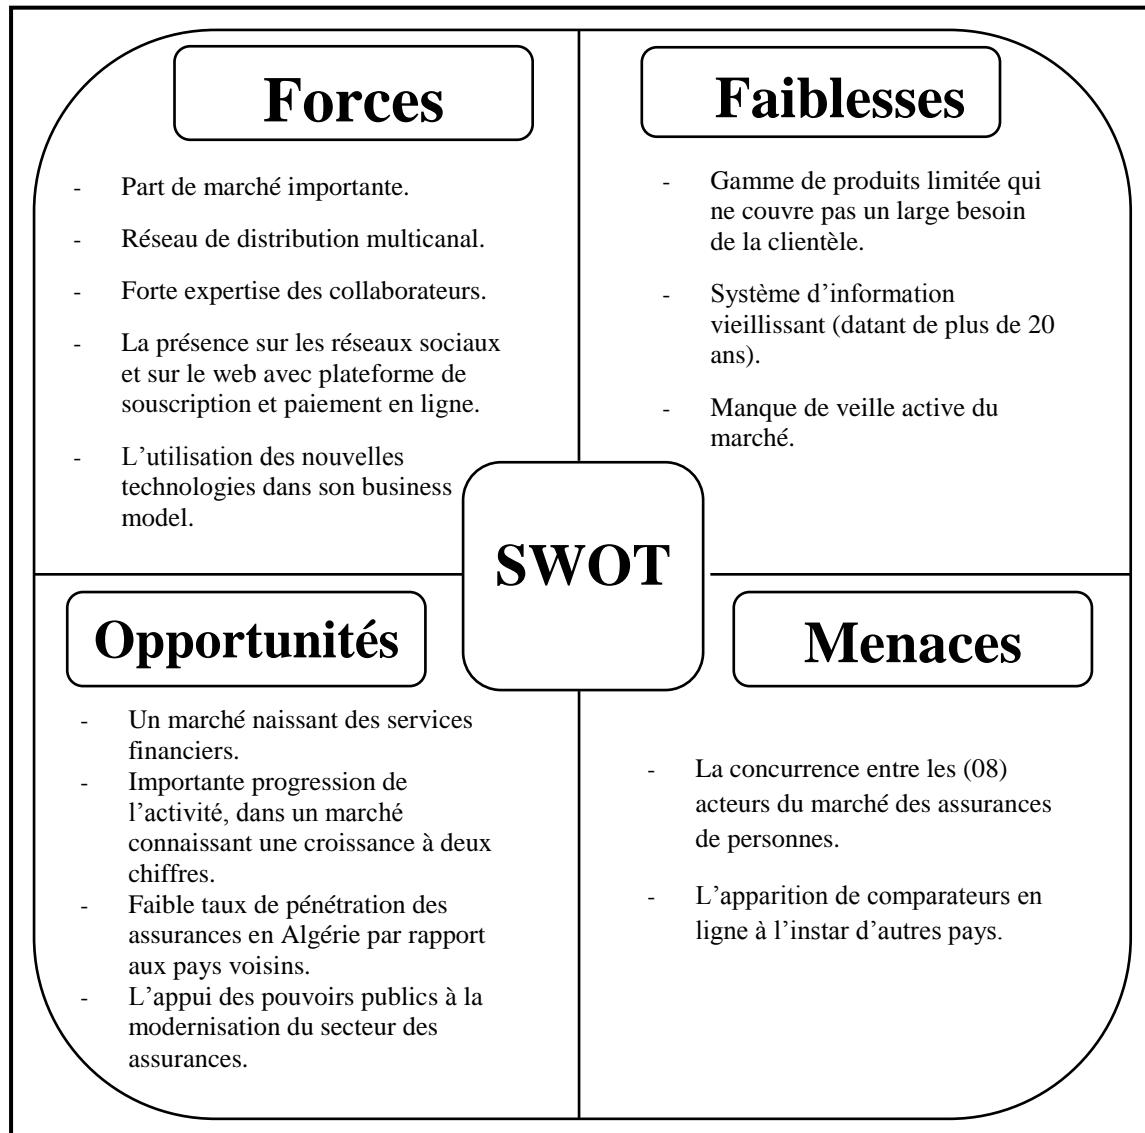 Forces
- Part de marché importante.
- Réseau de distribution multicanal.
- Forte expertise des collaborateurs.
- La présence sur les réseaux sociaux
et sur le web avec plateforme de
souscription et paiement en ligne.
- L’utilisation des nouvelles
technologies dans son business
model.
Faiblesses
- Gamme de produits limitée qui
ne couvre pas un large besoin
de la clientèle.
- Système d’information
vieillissant (datant de plus de 20
ans).
- Manque de veille active du
marché.
SWOT
Opportunités
- Un marché naissant des services
financiers.
- Importante progression de
l’activité, dans un marché
connaissant une croissance à deux
chiffres.
- Faible taux de pénétration des
assurances en Algérie par rapport
aux pays voisins.
- L’appui des pouvoirs publics à la
modernisation du secteur des
assurances.
Menaces
- La concurrence entre les (08)
acteurs du marché des assurances
de personnes.
- L’apparition de comparateurs en
ligne à l’instar d’autres pays.